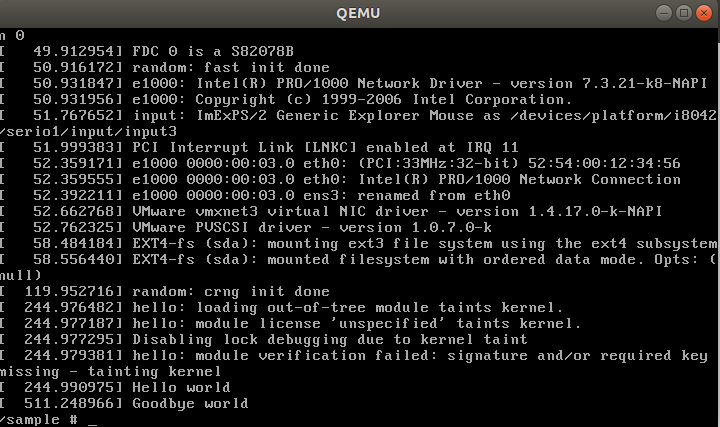 QEMU
n 0
[   49.912954] FDC 0 is a S82078B
[   50.916172] random: fast init done
[   50.931847] e1000: Intel(R) PRO/1000 Network Driver - version 7.3.21-k8-NAPI
[   50.931956] e1000: Copyright (c) 1999-2006 Intel Corporation.
[   51.767652] input: ImExPS/2 Generic Explorer Mouse as /devices/platform/i8042
/serio1/input/input3
[   51.999383] PCI Interrupt Link [LNKC] enabled at IRQ 11
[   52.359171] e1000 0000:00:03.0 eth0: (PCI:33MHz:32-bit) 52:54:00:12:34:56
[   52.359555] e1000 0000:00:03.0 eth0: Intel(R) PRO/1000 Network Connection
[   52.392211] e1000 0000:00:03.0 ens3: renamed from eth0
[   52.662768] VMware vmxnet3 virtual NIC driver - version 1.4.17.0-k-NAPI
[   52.762325] VMware PVSCSI driver - version 1.0.7.0-k
[   58.484184] EXT4-fs (sda): mounting ext3 file system using the ext4 subsystem
[   58.556440] EXT4-fs (sda): mounted filesystem with ordered data mode. Opts: (
null)
[  119.952716] random: crng init done
[  244.976482] hello: loading out-of-tree module taints kernel.
[  244.977187] hello: module license 'unspecified' taints kernel.
[  244.977295] Disabling lock debugging due to kernel taint
[  244.979381] hello: module verification failed: signature and/or required key
missing - tainting kernel
[  244.990975] Hello world
[  511.248966] Goodbye world
/sample # _